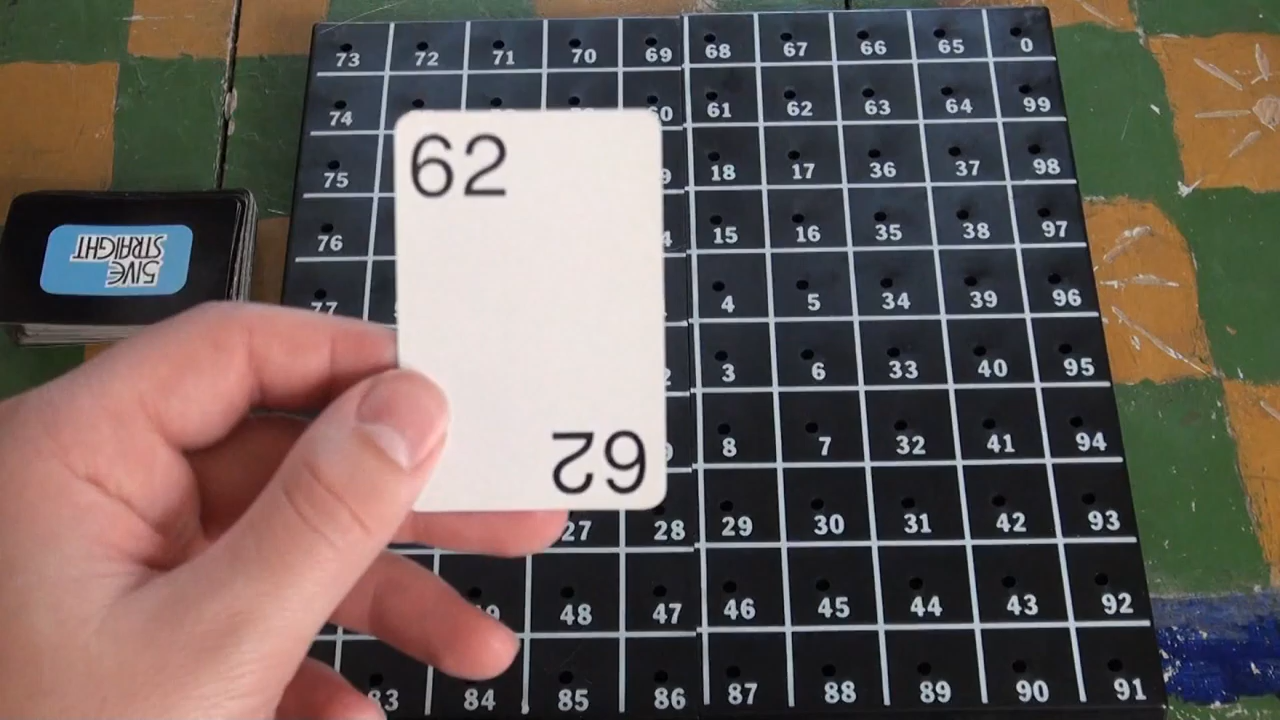 73 72 71 70 69 68 67 66 65 0
74 61 62 63 64 99
75 18 17 36 37 98
76 15 16 35 38 97
77 4 5 34 39 96
3 6 33 40 95
8 7 32 41 94
27 28 29 30 31 42 93
48 47 46 45 44 43 92
83 84 85 86 87 88 89 90 91
62
62
5IVE
STRAIGHT